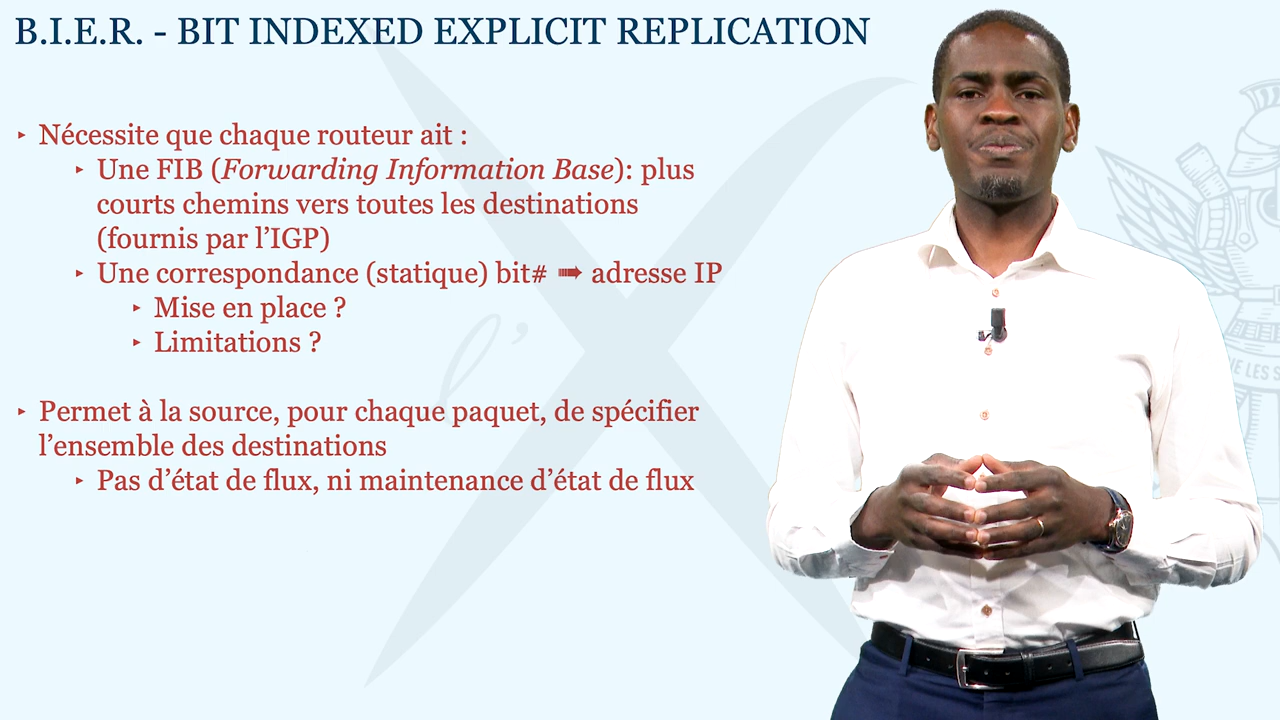 B.I.E.R. - BIT INDEXED EXPLICIT REPLICATION
‣ Nécessite que chaque routeur ait :
‣ Une FIB (Forwarding Information Base): plus
courts chemins vers toutes les destinations
(fournis par l’IGP)
‣ Une correspondance (statique) bit# ➠ adresse IP
‣ Mise en place ?
‣ Limitations ?
‣ Permet à la source, pour chaque paquet, de spécifier
l’ensemble des destinations
‣ Pas d’état de flux, ni maintenance d’état de flux
l’X